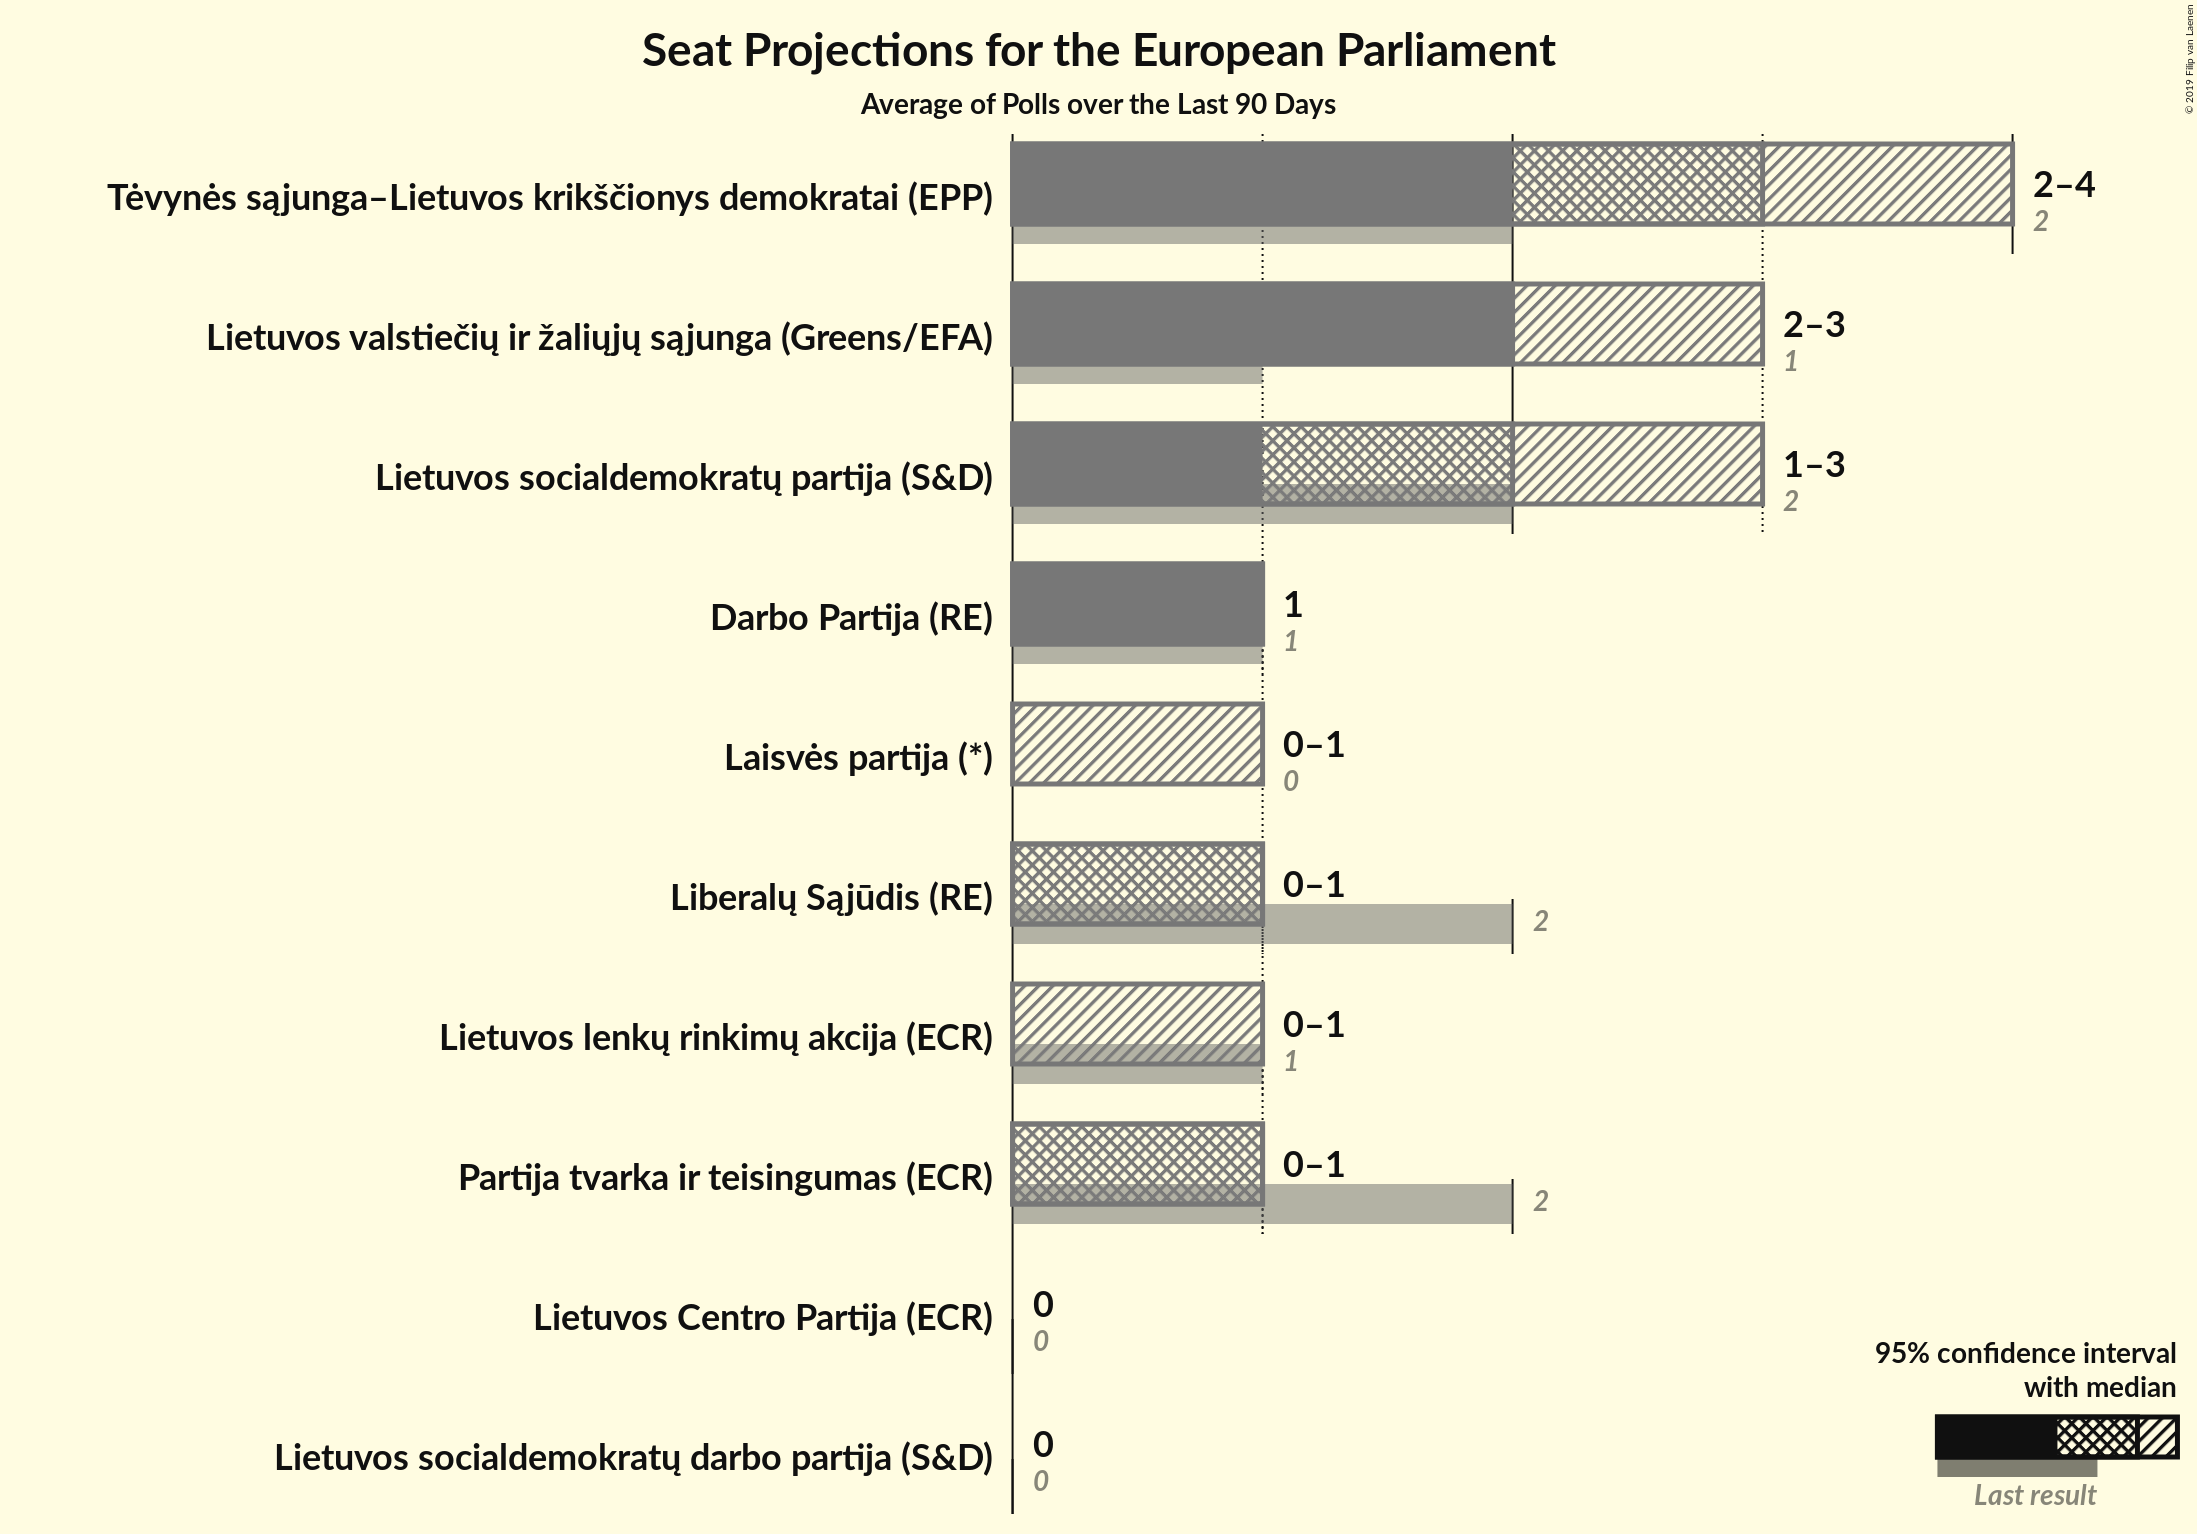 Seat Projections for the European Parliament
Average of Polls over the Last 90 Days
© 2019 Filip van Laenen
Tėvynės sąjunga–Lietuvos krikščionys demokratai (EPP)
2–4
2
Lietuvos valstiečių ir žaliųjų sąjunga (Greens/EFA)
2–3
1
Lietuvos socialdemokratų partija (S&D)
1–3
2
Darbo Partija (RE)
1
1
Laisvės partija (*)
0–1
0
Liberalų Sąjūdis (RE)
0–1
2
Lietuvos lenkų rinkimų akcija (ECR)
0–1
1
Partija tvarka ir teisingumas (ECR)
0–1
2
Lietuvos Centro Partija (ECR)
0
0
Lietuvos socialdemokratų darbo partija (S&D)
0
0
95% confidence interval
with median
Last result